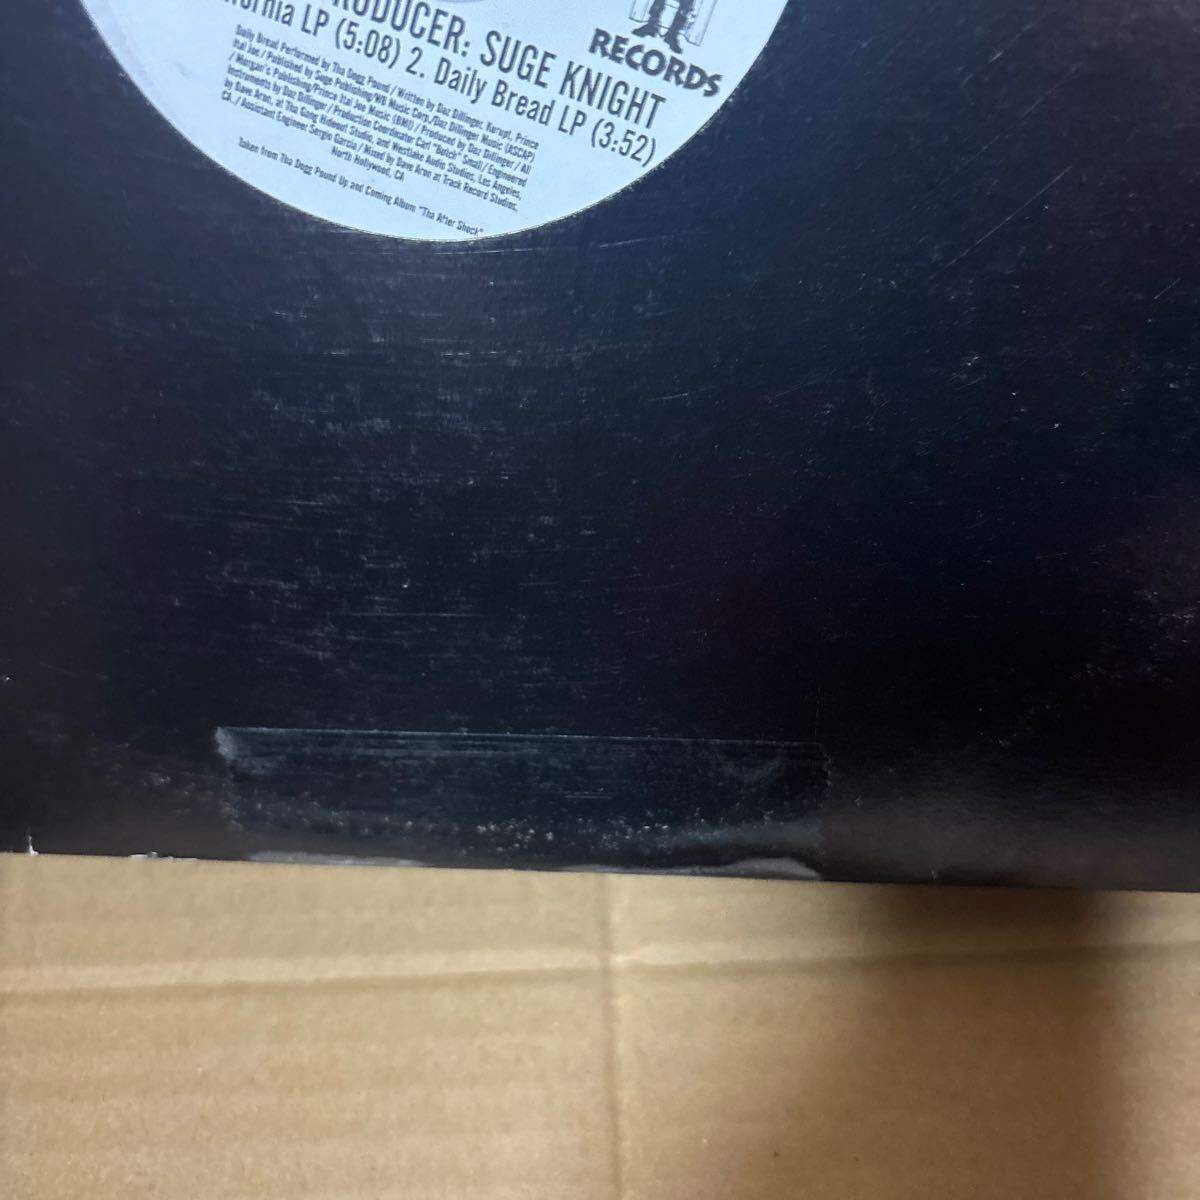 PRODUCER: SUGE KNIGHT
RECORDS
LP (5:08) 2. Daily Bread LP (3:52)
Daily Bread Performed by Tha Dogg Pound / Written by Daz Dillinger, Kurupt, Prince
Ital Joe / Published by Suge Publishing/WB Music Corp./Daz Dillinger Music (ASCAP)
/ Morgan's Publishing/Prince Ital Joe Music (BMI) / Produced by Daz Dillinger / All
Instruments by Daz Dillinger / Production Coordinator Carl "Butch" Small / Engineered
by Dave Aron, at Tha Gang Hideout Studio, and Westlake Audio Studios, Los Angeles,
CA. / Assistant Engineer Sergio Garcia / Mixed by Dave Aron at Track Record Studios,
North Hollywood, CA
Taken from Tha Dogg Pound Up and Coming Album "Tha After Shock"